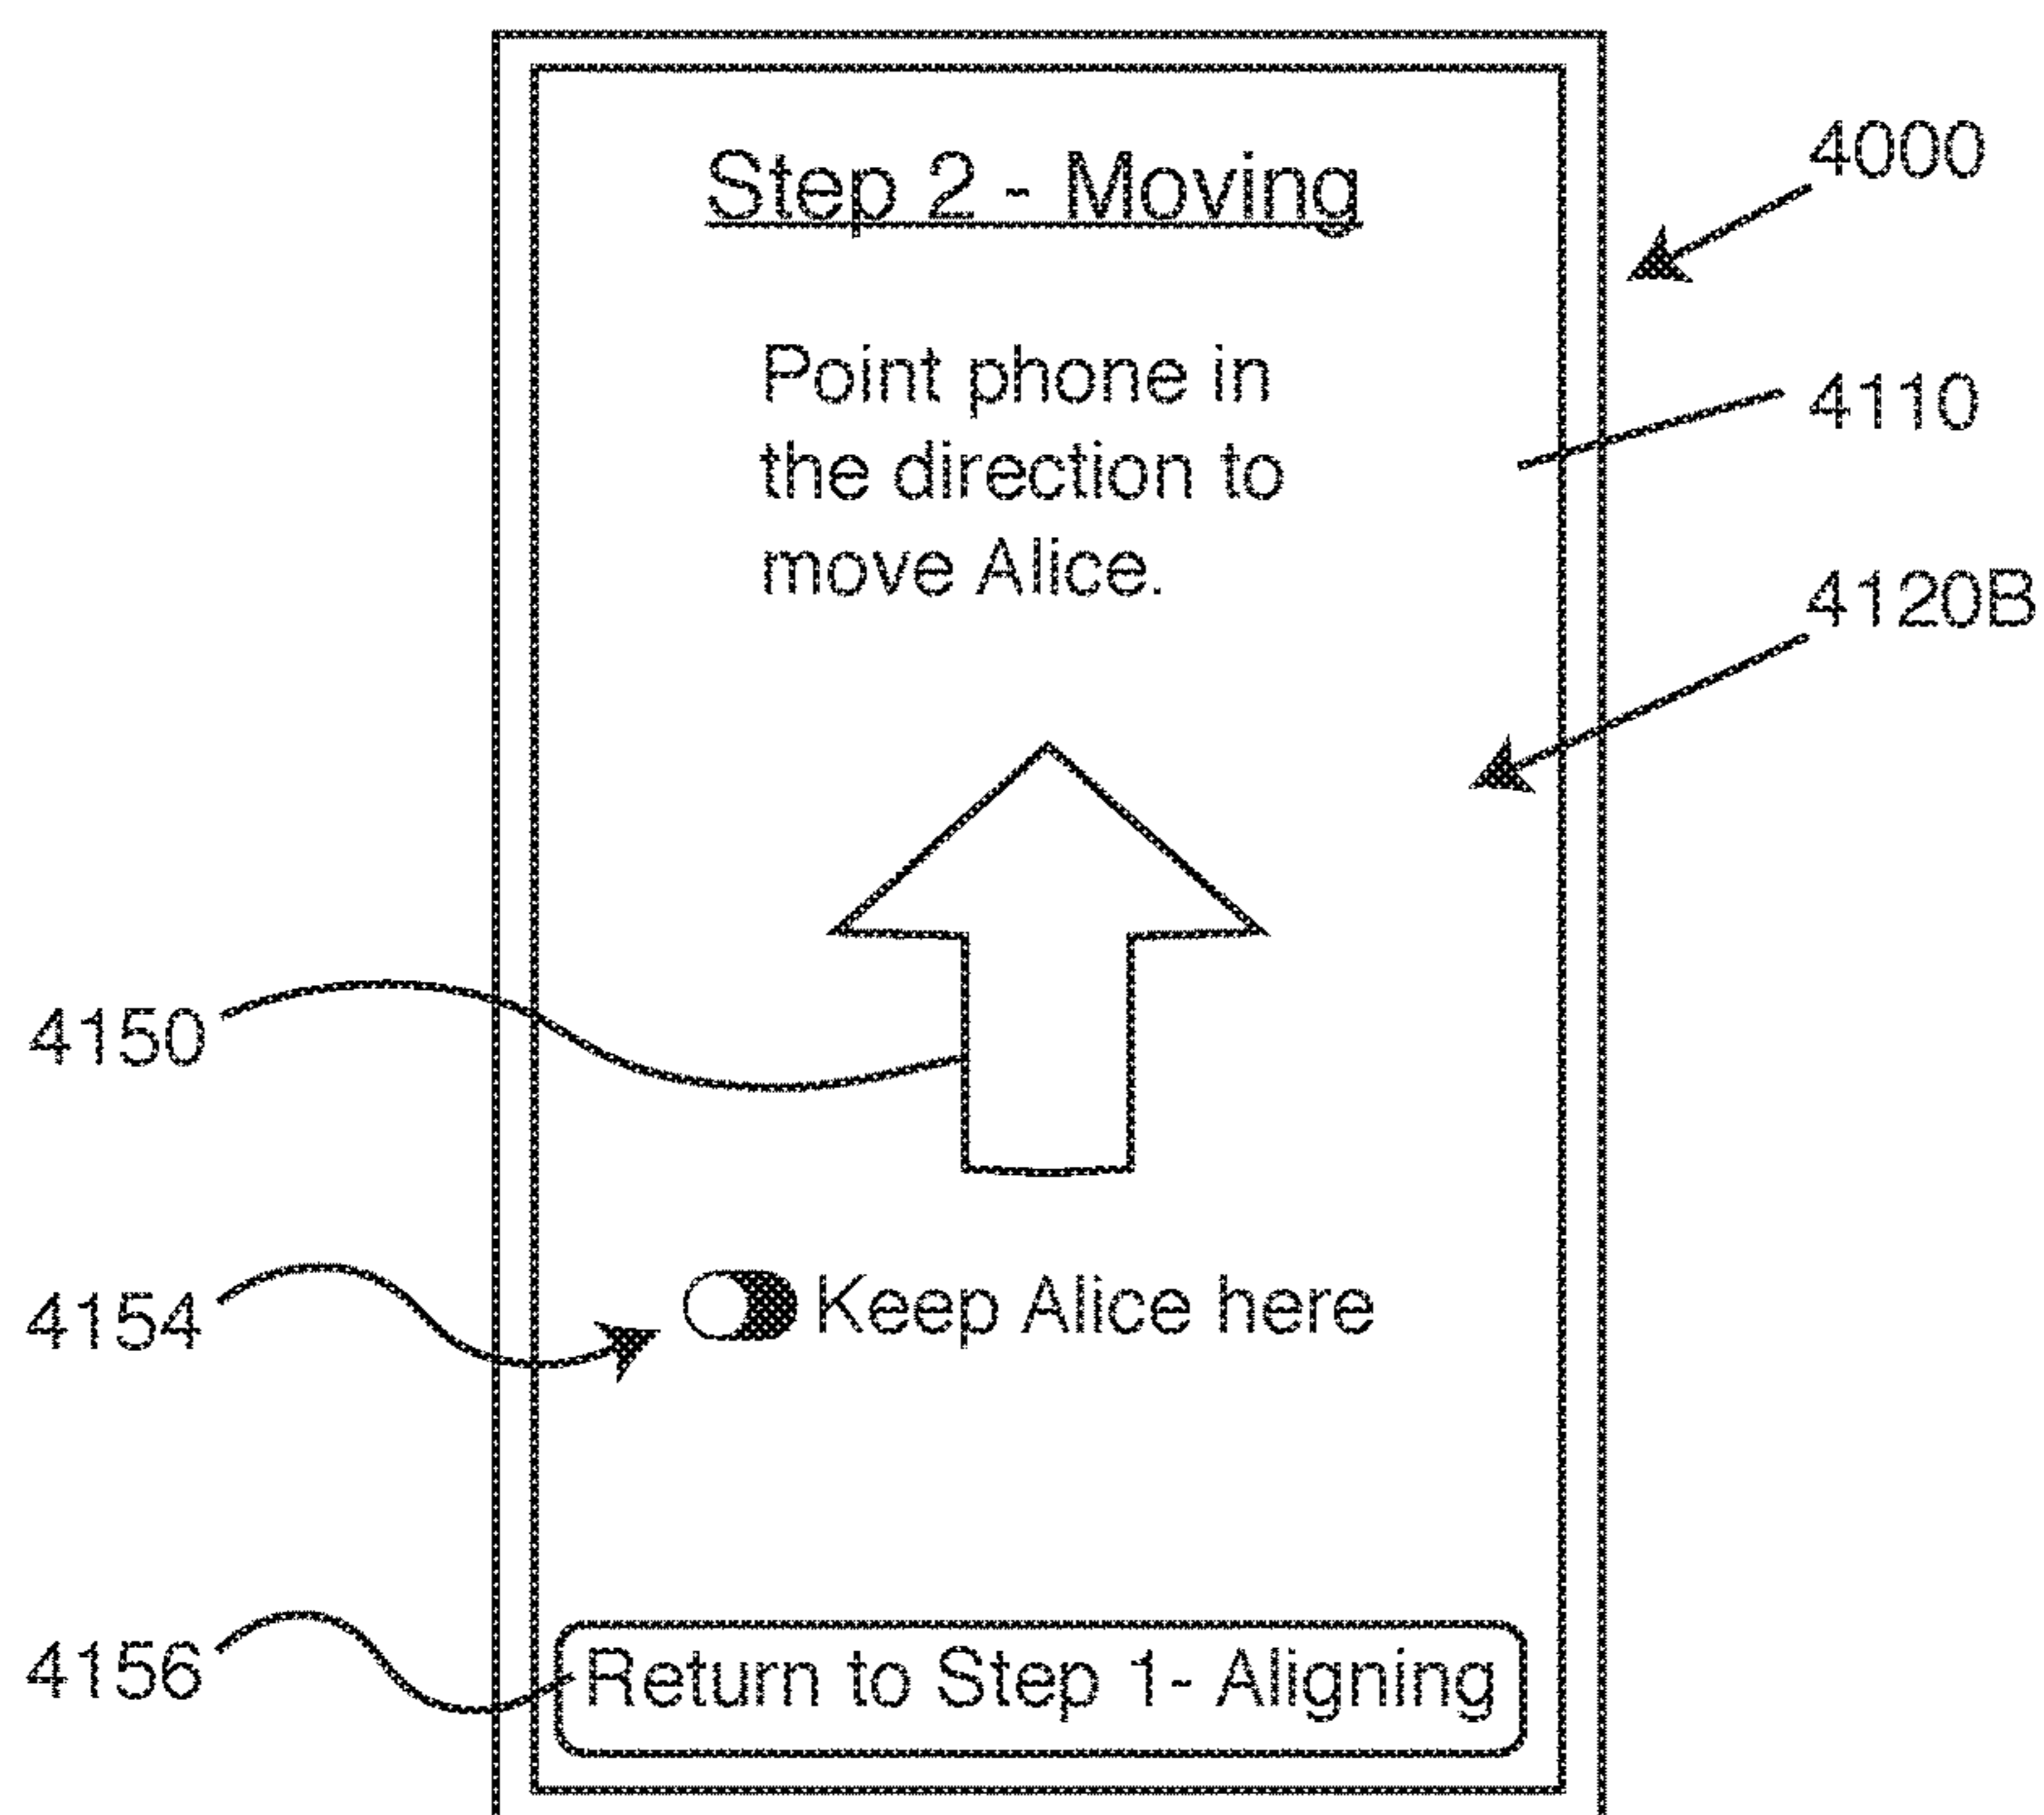 Step 2 - Moving
4000
Point phone in
the direction to
move Alice.
4110
4120B
4150
4154
Keep Alice here
4156
Return to Step 1- Aligning